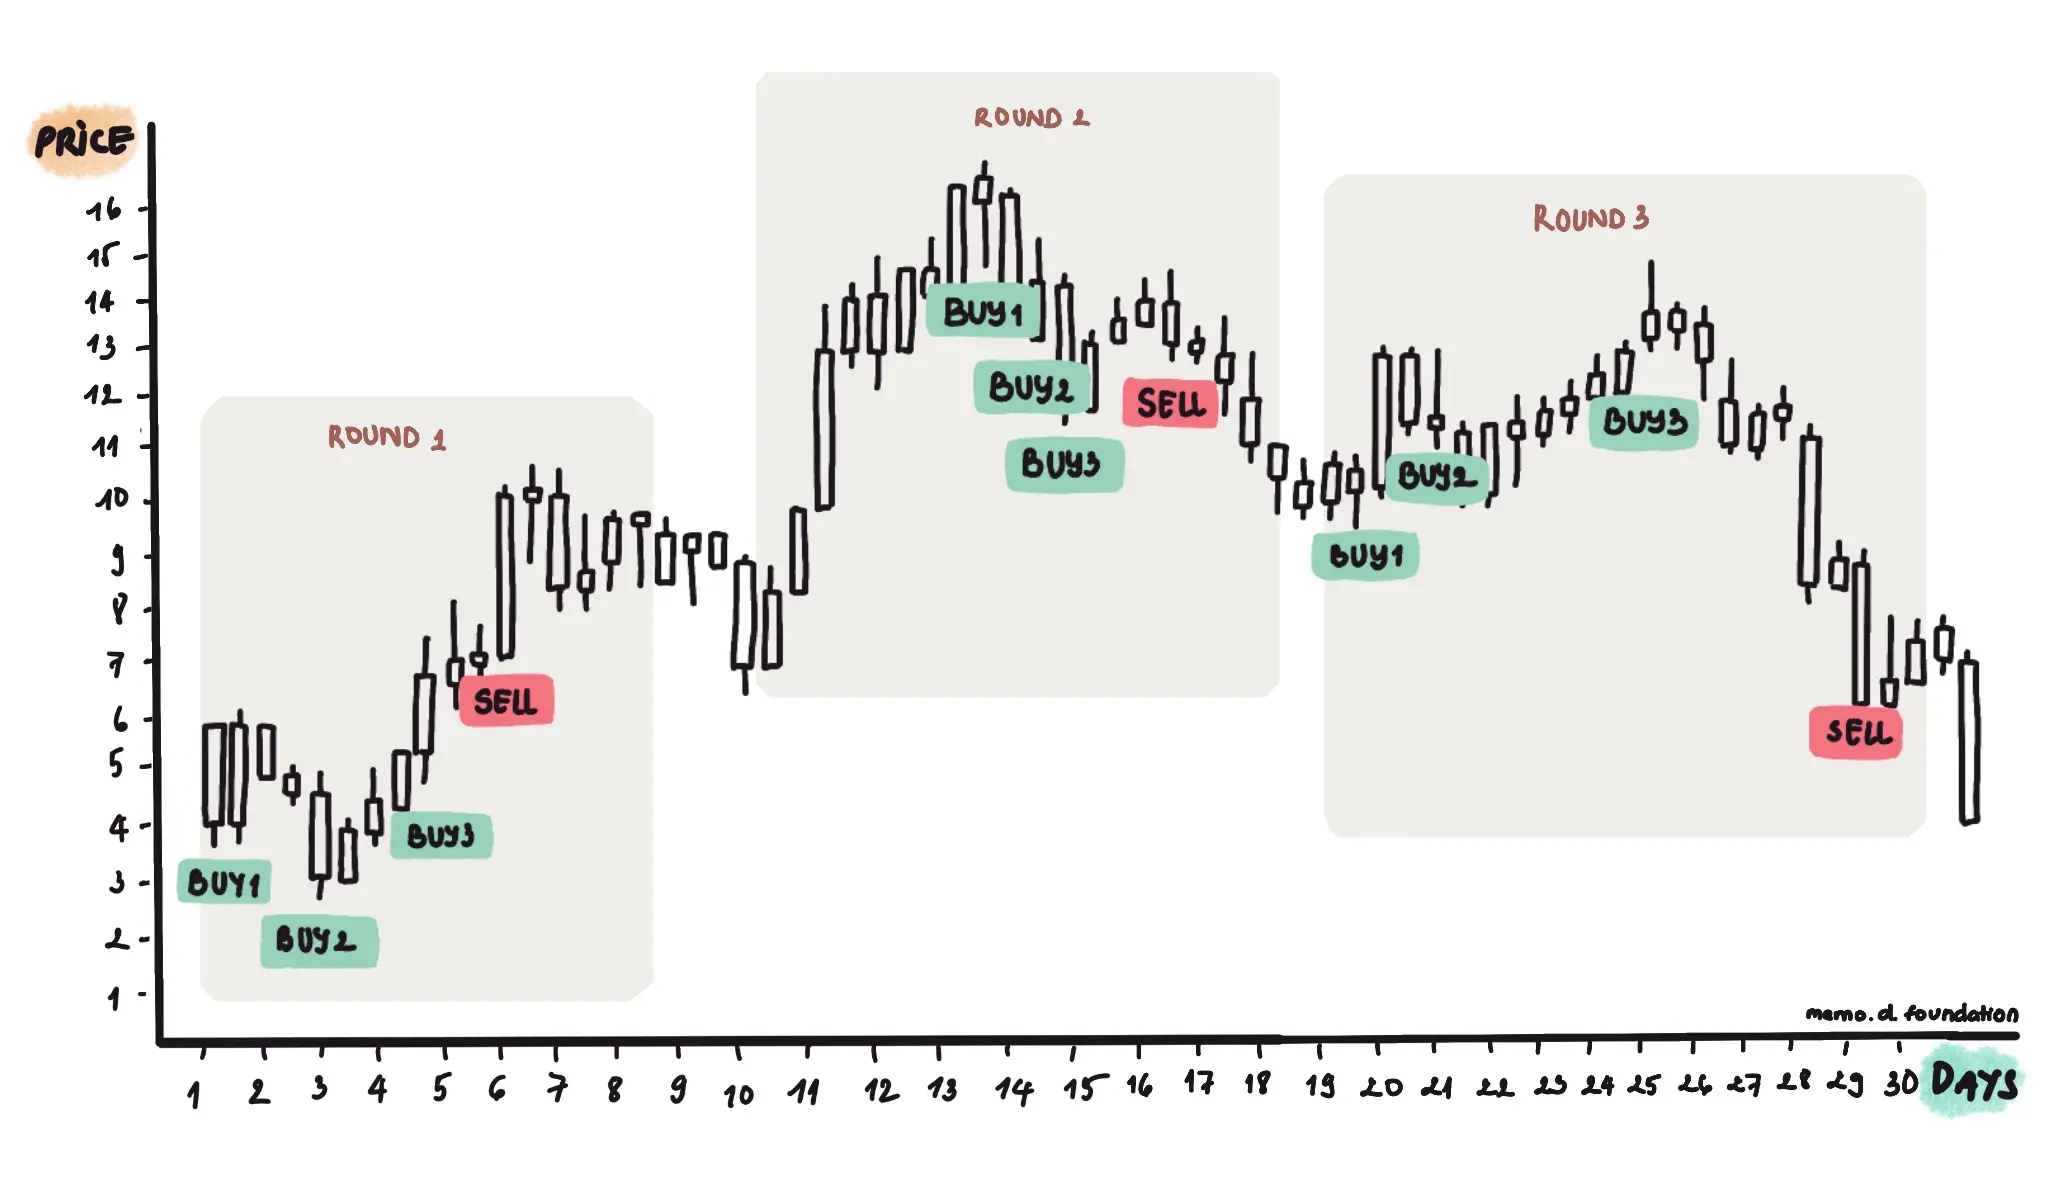 PRICE
16
15
14
13
12
11
10
9
8
7
6
5
4
3
2
1
ROUND 1
BUY1
BUY2
BUY3
SELL
ROUND 2
BUY1
BUY2
BUY3
SELL
ROUND 3
BUY1
BUY2
BUY3
SELL
memo.d.foundation
1 2 3 4 5 6 7 8 9 10 11 12 13 14 15 16 17 18 19 20 21 22 23 24 25 26 27 28 29 30 DAYS